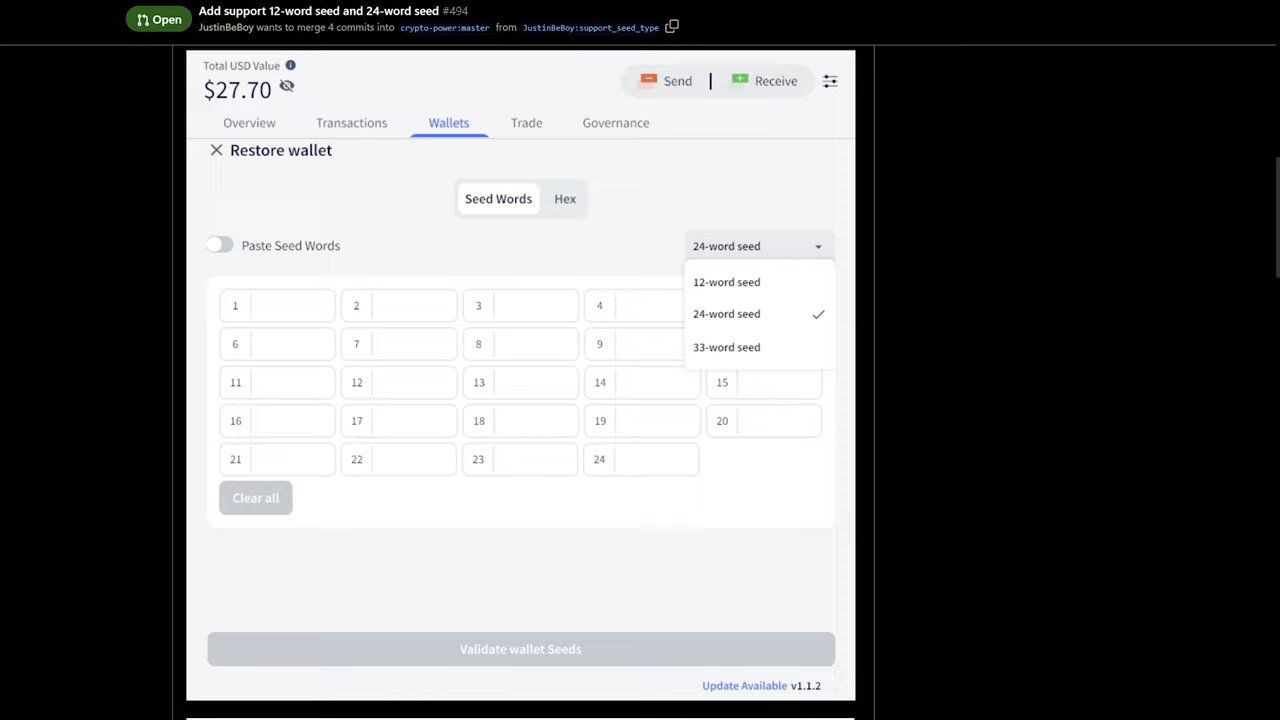 Open
Add support 12-word seed and 24-word seed #494
JustinBeBoy wants to merge 4 commits into crypto-power:master from JustinBeBoy:support_seed_type
Total USD Value
$27.70
Send | Receive
Overview Transactions Wallets Trade Governance
Restore wallet
Seed Words Hex
Paste Seed Words
24-word seed
12-word seed
24-word seed
33-word seed
1 2 3 4
6 7 8 9
11 12 13 14 15
16 17 18 19 20
21 22 23 24
Clear all
Validate wallet Seeds
Update Available v1.1.2